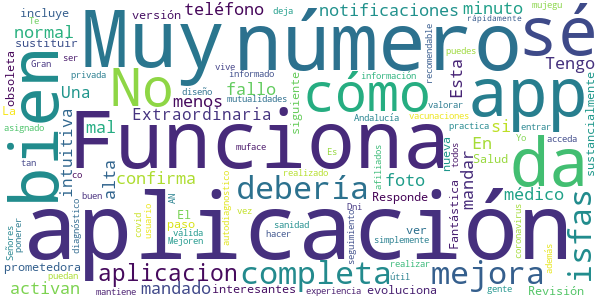 incluye
Te
versión
teléfono
deja
notificaciones
minuto
Muy
número
sé
normal
sustituir
Gran
ser
obsoleta
privada
No
cómo
app
Tengo
bien
Una
menos
fallo
información
informado
vive
mutualidades
diseño
recomendable
rápidamente
puedes
mujegu
Esta
siguiente
si
La
asignado
tan
intuitiva
mal
Extraordinaria
Andalucía
valorar
vacunaciones
practica
entrar
En
Salud
Yo
sustancialmente
Funciona
da
co
buen
muface
Es
afiliados
nueva
todos
acceda
alta
confirma
debería
foto
mandar
médico
isfas
Señores
ponerer
diagnóstico
Mejoren
covid
usuario
El
paso
válida
AN
vez
autodiagnostico
realizado
sanidad
hacer
Responde
Dni
seguimiento
ver
simplemente
Fantástica
coronavirus
aplicación
prometedora
aplicacion
completa
mejora
activan
puedan
mantiene
mandado
interesantes
experiencia
útil
realizar
evoluciona
gente
además
Revisión